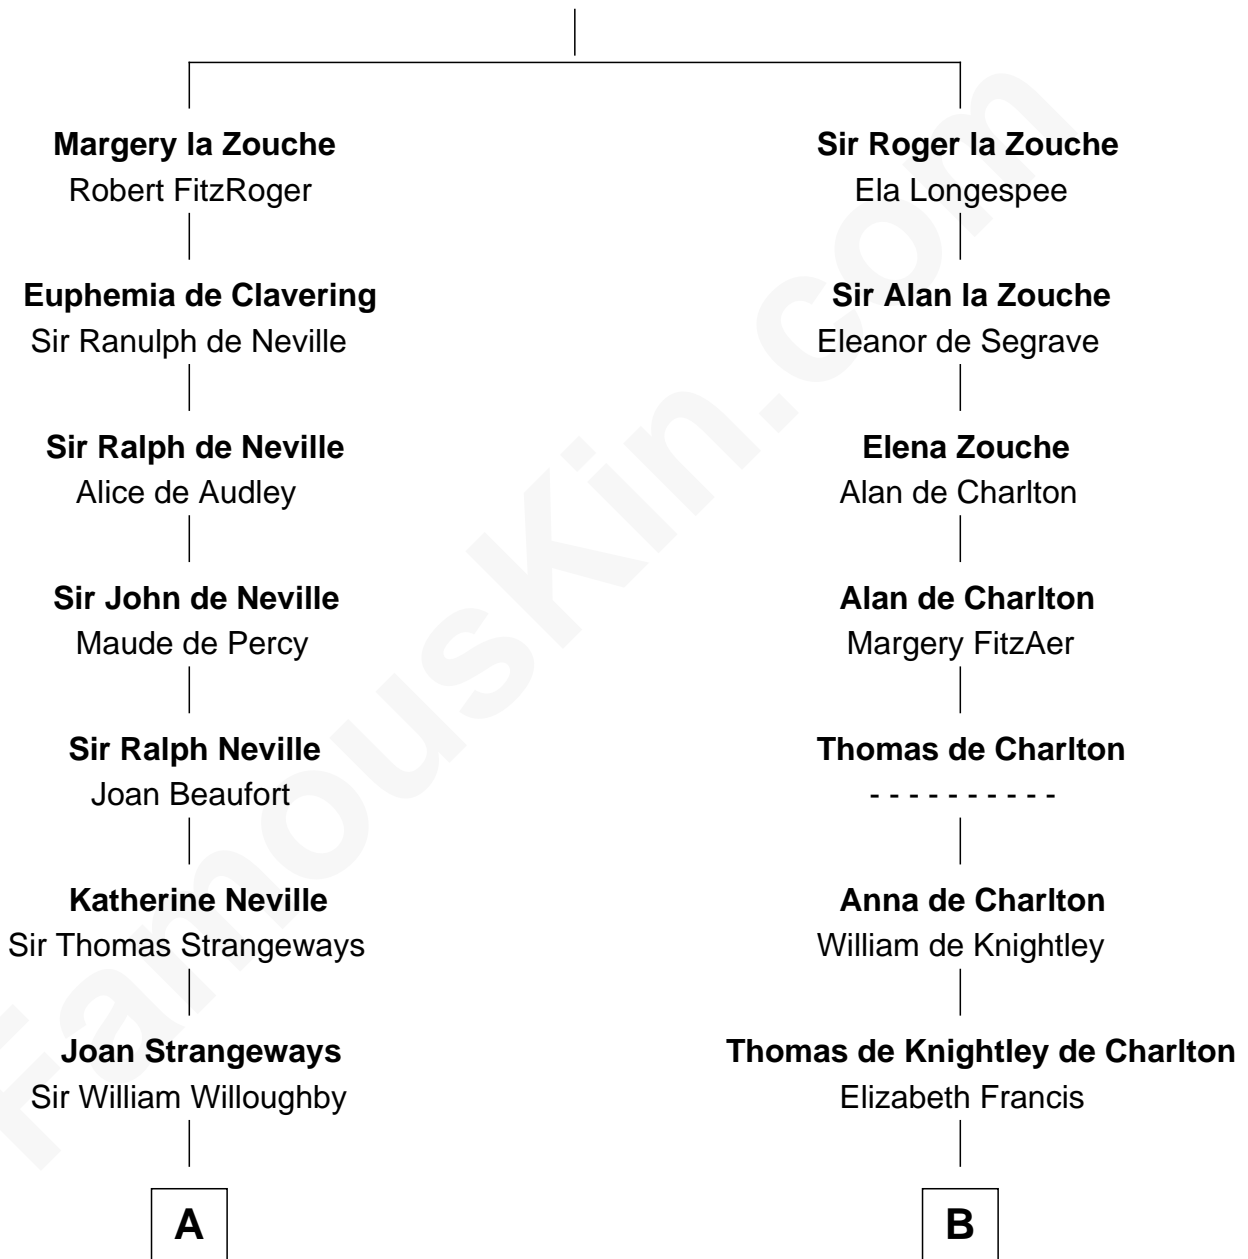 Margery la Zouche
Robert FitzRoger
Sir Roger la Zouche
Ela Longespee
Euphemia de Clavering
Sir Ranulph de Neville
Sir Alan la Zouche
Eleanor de Segrave
Sir Ralph de Neville
Alice de Audley
Elena Zouche
Alan de Charlton
Sir John de Neville
Maude de Percy
Alan de Charlton
Margery FitzAer
Sir Ralph Neville
Joan Beaufort
Thomas de Charlton
- - - - - - - - - -
Katherine Neville
Sir Thomas Strangeways
Anna de Charlton
William de Knightley
Joan Strangeways
Sir William Willoughby
Thomas de Knightley de Charlton
Elizabeth Francis
A
B
FamousKin.com